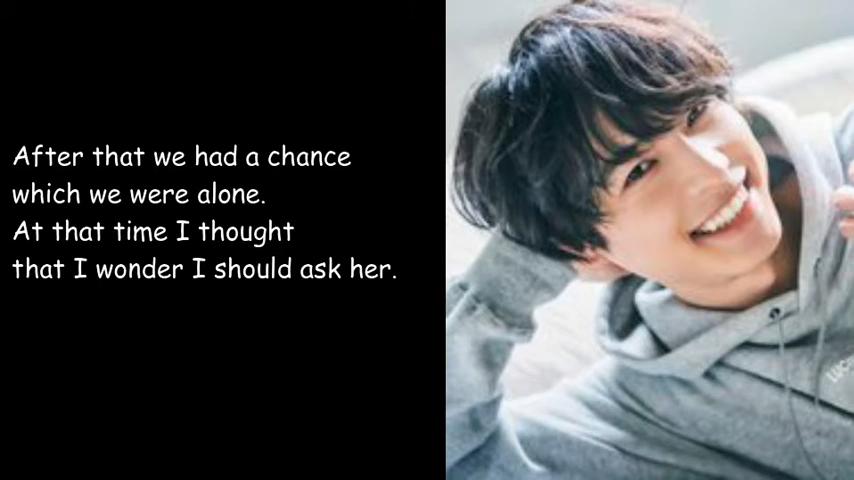 After that we had a chance
which we were alone.
At that time I thought
that I wonder I should ask her.